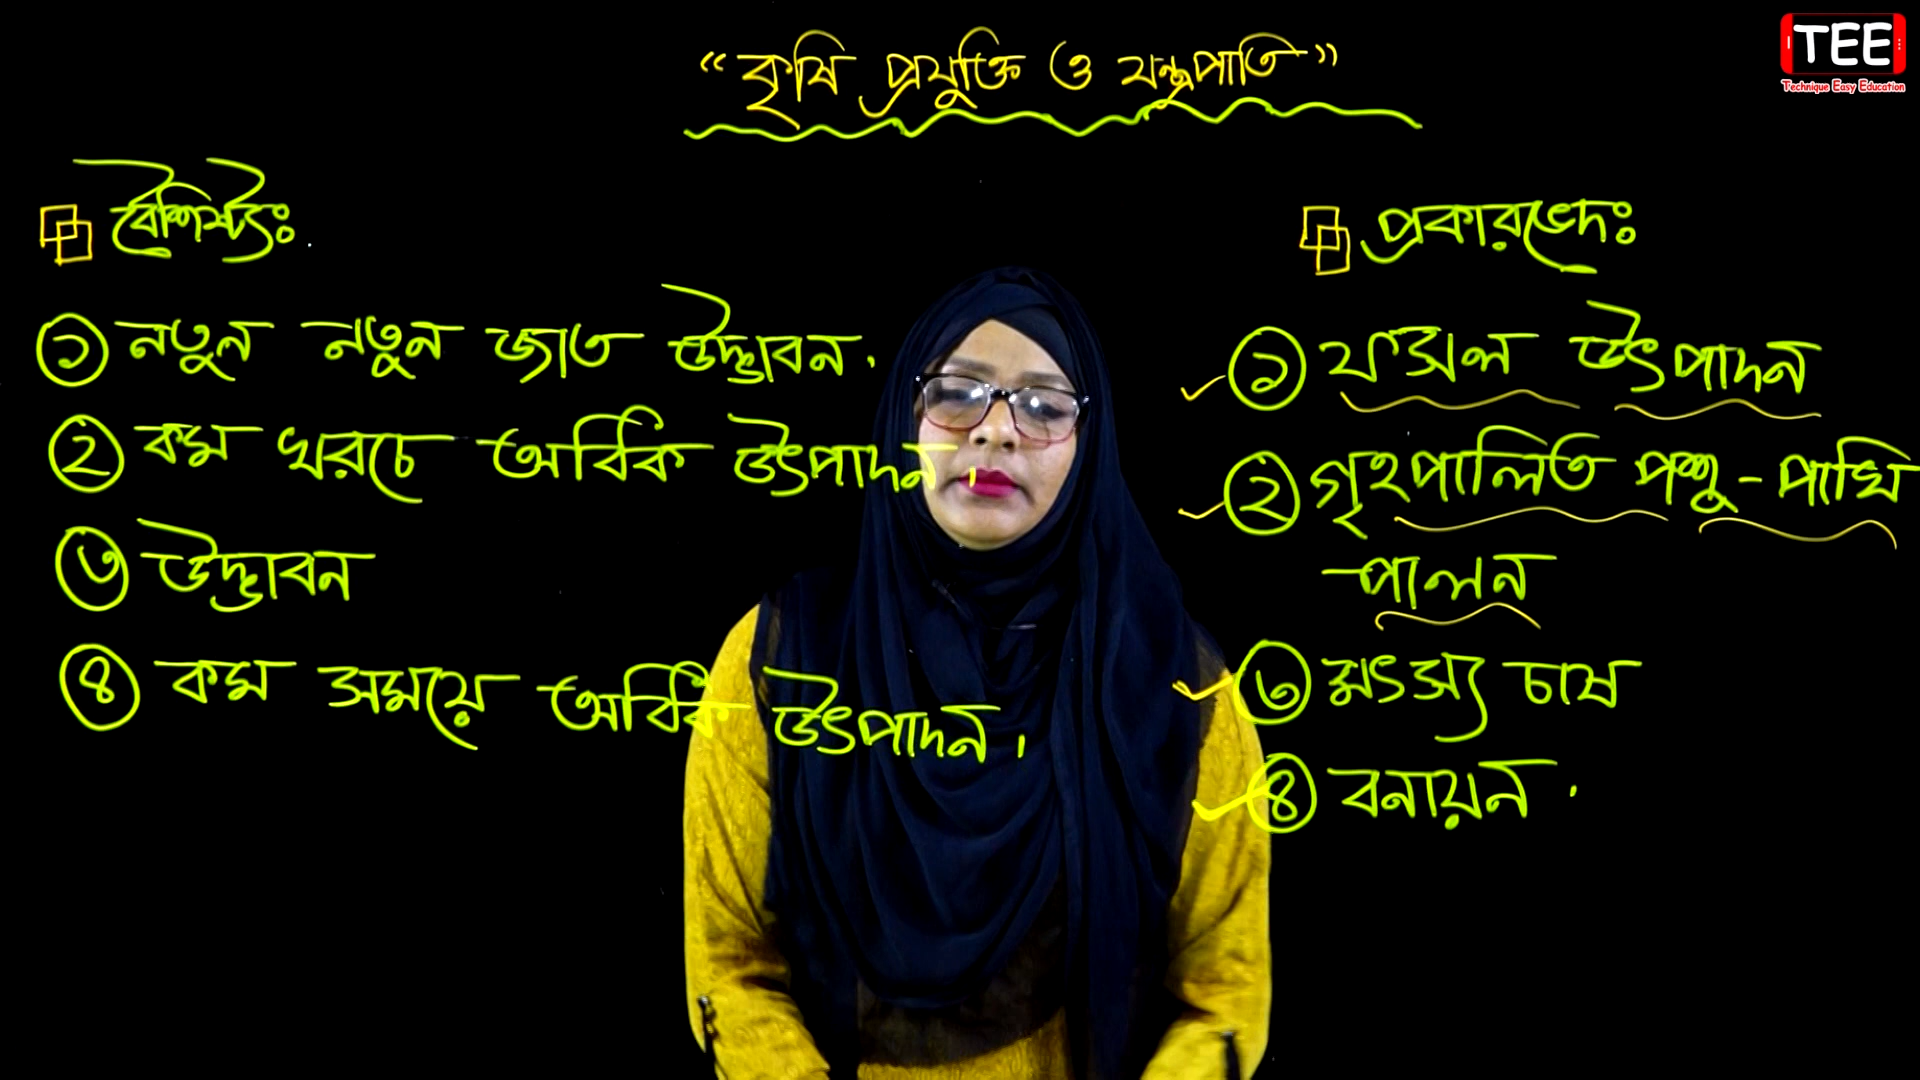 “কৃষি প্রযুক্তি ও যন্ত্রপাতি”
TEE
Technique Easy Education
বৈশিষ্ট্যঃ
১ নতুন নতুন জাত উদ্ভাবন.
২ কম খরচে অধিক উৎপাদন।
৩ উদ্ভাবন
৪ কম সময়ে অধিক উৎপাদন।
প্রকারভেদঃ
১ ফসল উৎপাদন
২ গৃহপালিত পশু-পাখি
পালন
৩ মৎস্য চাষ
৪ বনায়ন.